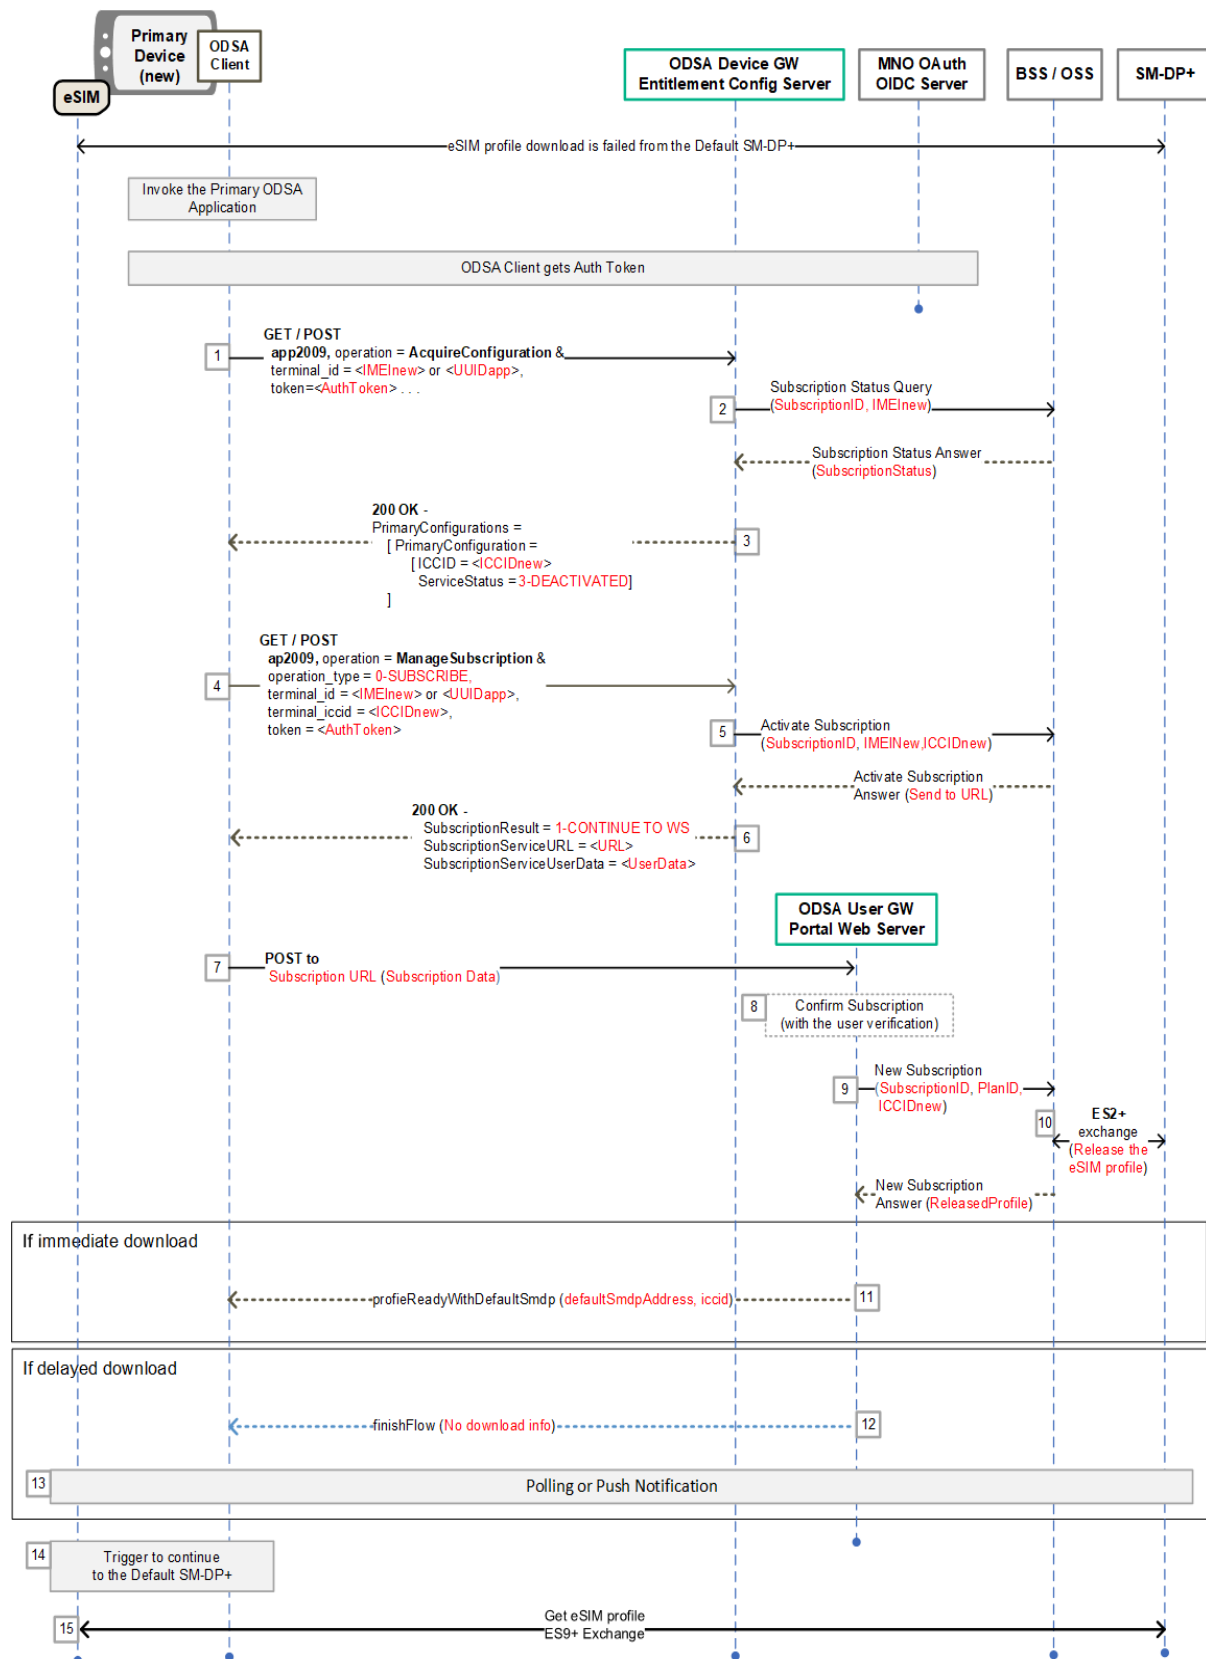 Primary
Device
(new)
ODSA
Client
eSIM
ODSA Device GW
Entitlement Config Server
MNO OAuth
OIDC Server
BSS / OSS
SM-DP+
eSIM profile download is failed from the Default SM-DP+
Invoke the Primary ODSA
Application
ODSA Client gets Auth Token
1
GET / POST
app2009, operation = AcquireConfiguration &
terminal_id = <IMEInew> or <UUIDapp>,
token=<AuthToken> . . .
2
Subscription Status Query
(SubscriptionID, IMEInew)
Subscription Status Answer
(SubscriptionStatus)
200 OK -
PrimaryConfigurations =
[ PrimaryConfiguration =
[ ICCID = <ICCIDnew>
ServiceStatus = 3-DEACTIVATED]
]
3
GET / POST
ap2009, operation = ManageSubscription &
operation_type = 0-SUBSCRIBE,
terminal_id = <IMEInew> or <UUIDapp>,
terminal_iccid = <ICCIDnew>,
token = <AuthToken>
4
5
Activate Subscription
(SubscriptionID, IMEINew,ICCIDnew)
Activate Subscription
Answer (Send to URL)
200 OK -
SubscriptionResult = 1-CONTINUE TO WS
SubscriptionServiceURL = <URL>
SubscriptionServiceUserData = <UserData>
6
ODSA User GW
Portal Web Server
7
POST to
Subscription URL (Subscription Data)
8
Confirm Subscription
(with the user verification)
9
New Subscription
(SubscriptionID, PlanID,
ICCIDnew)
10
ES2+
exchange
(Release the
eSIM profile)
New Subscription
Answer (ReleasedProfile)
If immediate download
profieReadyWithDefaultSmdp (defaultSmdpAddress, iccid)
11
If delayed download
finishFlow (No download info)
12
13
Polling or Push Notification
14
Trigger to continue
to the Default SM-DP+
15
Get eSIM profile
ES9+ Exchange